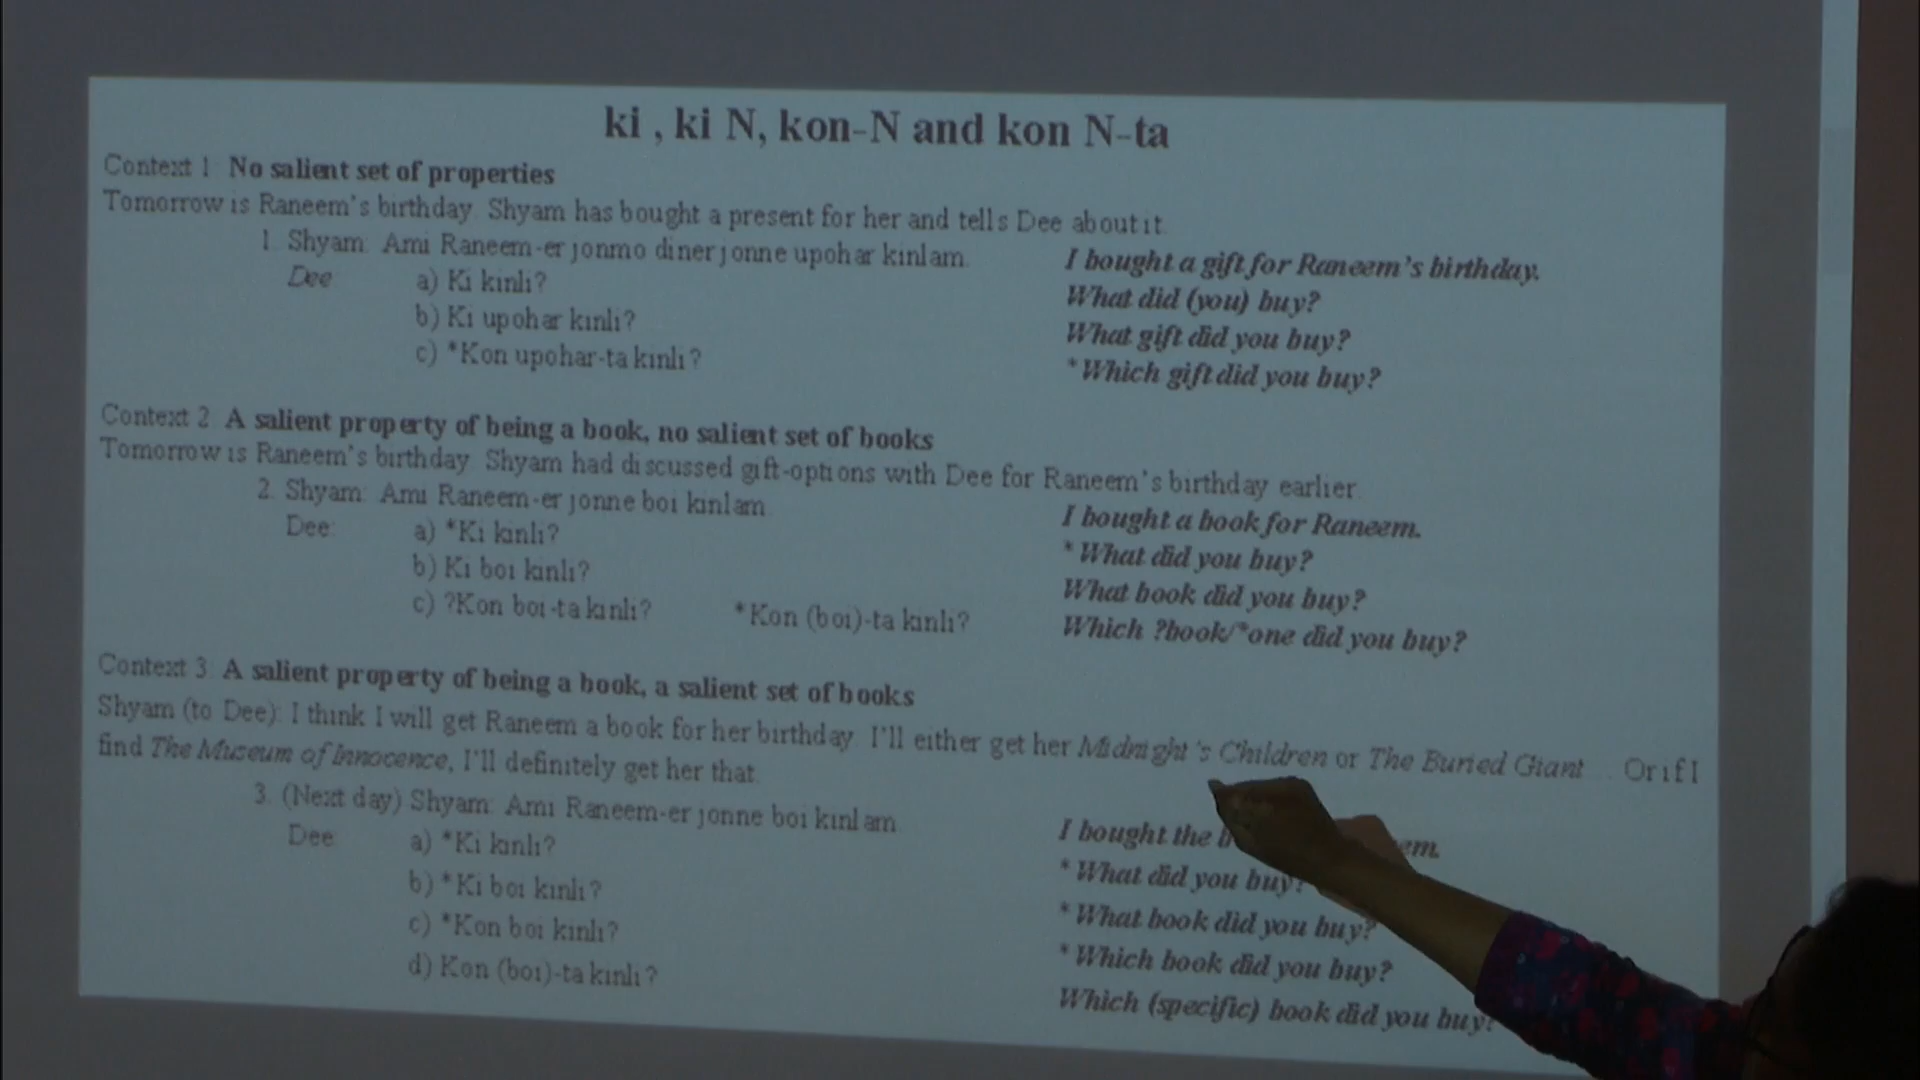 ki , ki N, kon-N and kon N-ta
Context 1 No salient set of properties
Tomorrow is Raneem's birthday. Shyam has bought a present for her and tells Dee about it.
1. Shyam: Ami Raneem-er jonmo diner jonne upohar kinlam. I bought a gift for Raneem's birthday.
Dee a) Ki kinli? What did (you) buy?
b) Ki upohar kinli? What gift did you buy?
c) *Kon upohar-ta kinli? *Which gift did you buy?
Context 2 A salient property of being a book, no salient set of books
Tomorrow is Raneem's birthday. Shyam had discussed gift-options with Dee for Raneem's birthday earlier.
2. Shyam: Ami Raneem-er jonne boi kinlam I bought a book for Raneem.
Dee: a) *Ki kinli? *What did you buy?
b) Ki boi kinli? What book did you buy?
c) ?Kon boi-ta kinli? *Kon (boi)-ta kinli? Which ?book/*one did you buy?
Context 3: A salient property of being a book, a salient set of books
Shyam (to Dee): I think I will get Raneem a book for her birthday. I'll either get her Midnight's Children or The Buried Giant... Or if I
find The Museum of Innocence, I'll definitely get her that.
3. (Next day) Shyam: Ami Raneem-er jonne boi kinlam I bought the
Dee a) *Ki kinli? *What did you buy?
b) *Ki boi kinli? *What book did you buy?
c) *Kon boi kinli? *Which book did you buy?
d) Kon (boi)-ta kinli? Which (specific) book did you buy?